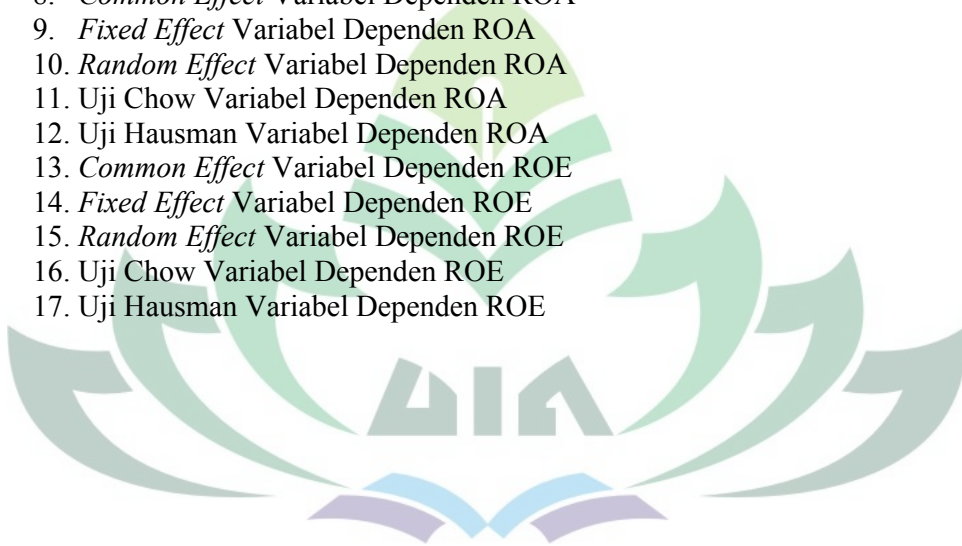 8. Common Effect Variabel Dependen ROA
9. Fixed Effect Variabel Dependen ROA
10. Random Effect Variabel Dependen ROA
11. Uji Chow Variabel Dependen ROA
12. Uji Hausman Variabel Dependen ROA
13. Common Effect Variabel Dependen ROE
14. Fixed Effect Variabel Dependen ROE
15. Random Effect Variabel Dependen ROE
16. Uji Chow Variabel Dependen ROE
17. Uji Hausman Variabel Dependen ROE
UIN